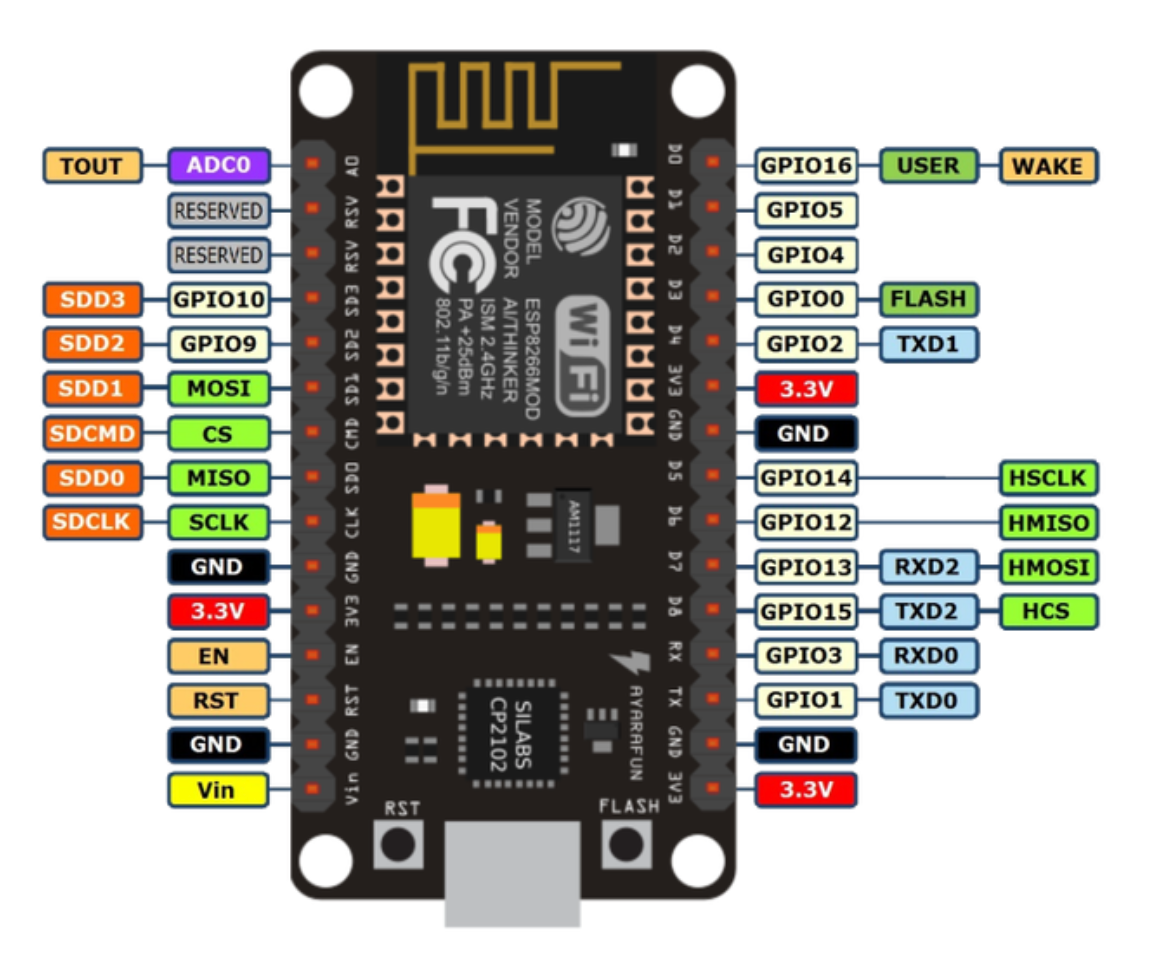 TOUT ADC0 A0 D0 GPIO16 USER WAKE
RESERVED RSV D1 GPIO5
RESERVED RSV D2 GPIO4
SDD3 GPIO10 SD3 D3 GPIO0 FLASH
SDD2 GPIO9 SD2 D4 GPIO2 TXD1
SDD1 MOSI SD1 3V3 3.3V
SDCMD CS CMD GND GND
SDD0 MISO SD0 D5 GPIO14 HSCLK
SDCLK SCLK CLK D6 GPIO12 HMISO
GND GND D7 GPIO13 RXD2 HMOSI
3.3V 3V3 D8 GPIO15 TXD2 HCS
EN EN RX GPIO3 RXD0
RST RST TX GPIO1 TXD0
GND GND GND GND
Vin Vin 3V3 3.3V
FC
WiFi
MODEL ESP8266MOD
VENDOR AI/THINKER
ISM 2.4GHz
PA +25dBm
802.11b/g/n
AM1117
SILABS
CP2102
AYARAFUN
RST
FLASH